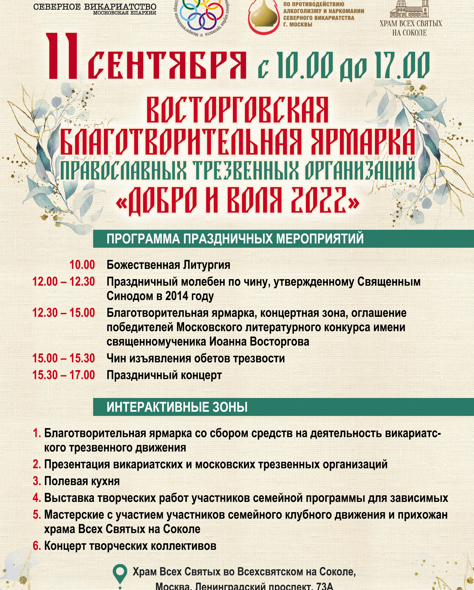 СЕВЕРНОЕ ВИКАРИАТСТВО
МОСКОВСКОЙ ЕПАРХИИ
ПО ПРОТИВОДЕЙСТВИЮ
АЛКОГОЛИЗМУ И НАРКОМАНИИ
СЕВЕРНОГО ВИКАРИАТСТВА
Г. МОСКВЫ
ХРАМ ВСЕХ СВЯТЫХ
НА СОКОЛЕ
11 СЕНТЯБРЯ с 10.00 до 17.00
ВОСТОРГОВСКАЯ
БЛАГОТВОРИТЕЛЬНАЯ ЯРМАРКА
ПРАВОСЛАВНЫХ ТРЕЗВЕННЫХ ОРГАНИЗАЦИЙ
«ДОБРО И ВОЛЯ 2022»
ПРОГРАММА ПРАЗДНИЧНЫХ МЕРОПРИЯТИЙ
10.00 Божественная Литургия
12.00 – 12.30 Праздничный молебен по чину, утвержденному Священным
Синодом в 2014 году
12.30 – 15.00 Благотворительная ярмарка, концертная зона, оглашение
победителей Московского литературного конкурса имени
священномученика Иоанна Восторгова
15.00 – 15.30 Чин изъявления обетов трезвости
15.30 – 17.00 Праздничный концерт
ИНТЕРАКТИВНЫЕ ЗОНЫ
1. Благотворительная ярмарка со сбором средств на деятельность викариатс-
кого трезвенного движения
2. Презентация викариатских и московских трезвенных организаций
3. Полевая кухня
4. Выставка творческих работ участников семейной программы для зависимых
5. Мастерские с участием участников семейного клубного движения и прихожан
храма Всех Святых на Соколе
6. Концерт творческих коллективов
Храм Всех Святых во Всехсвятском на Соколе,
Москва, Ленинградский проспект, 73А